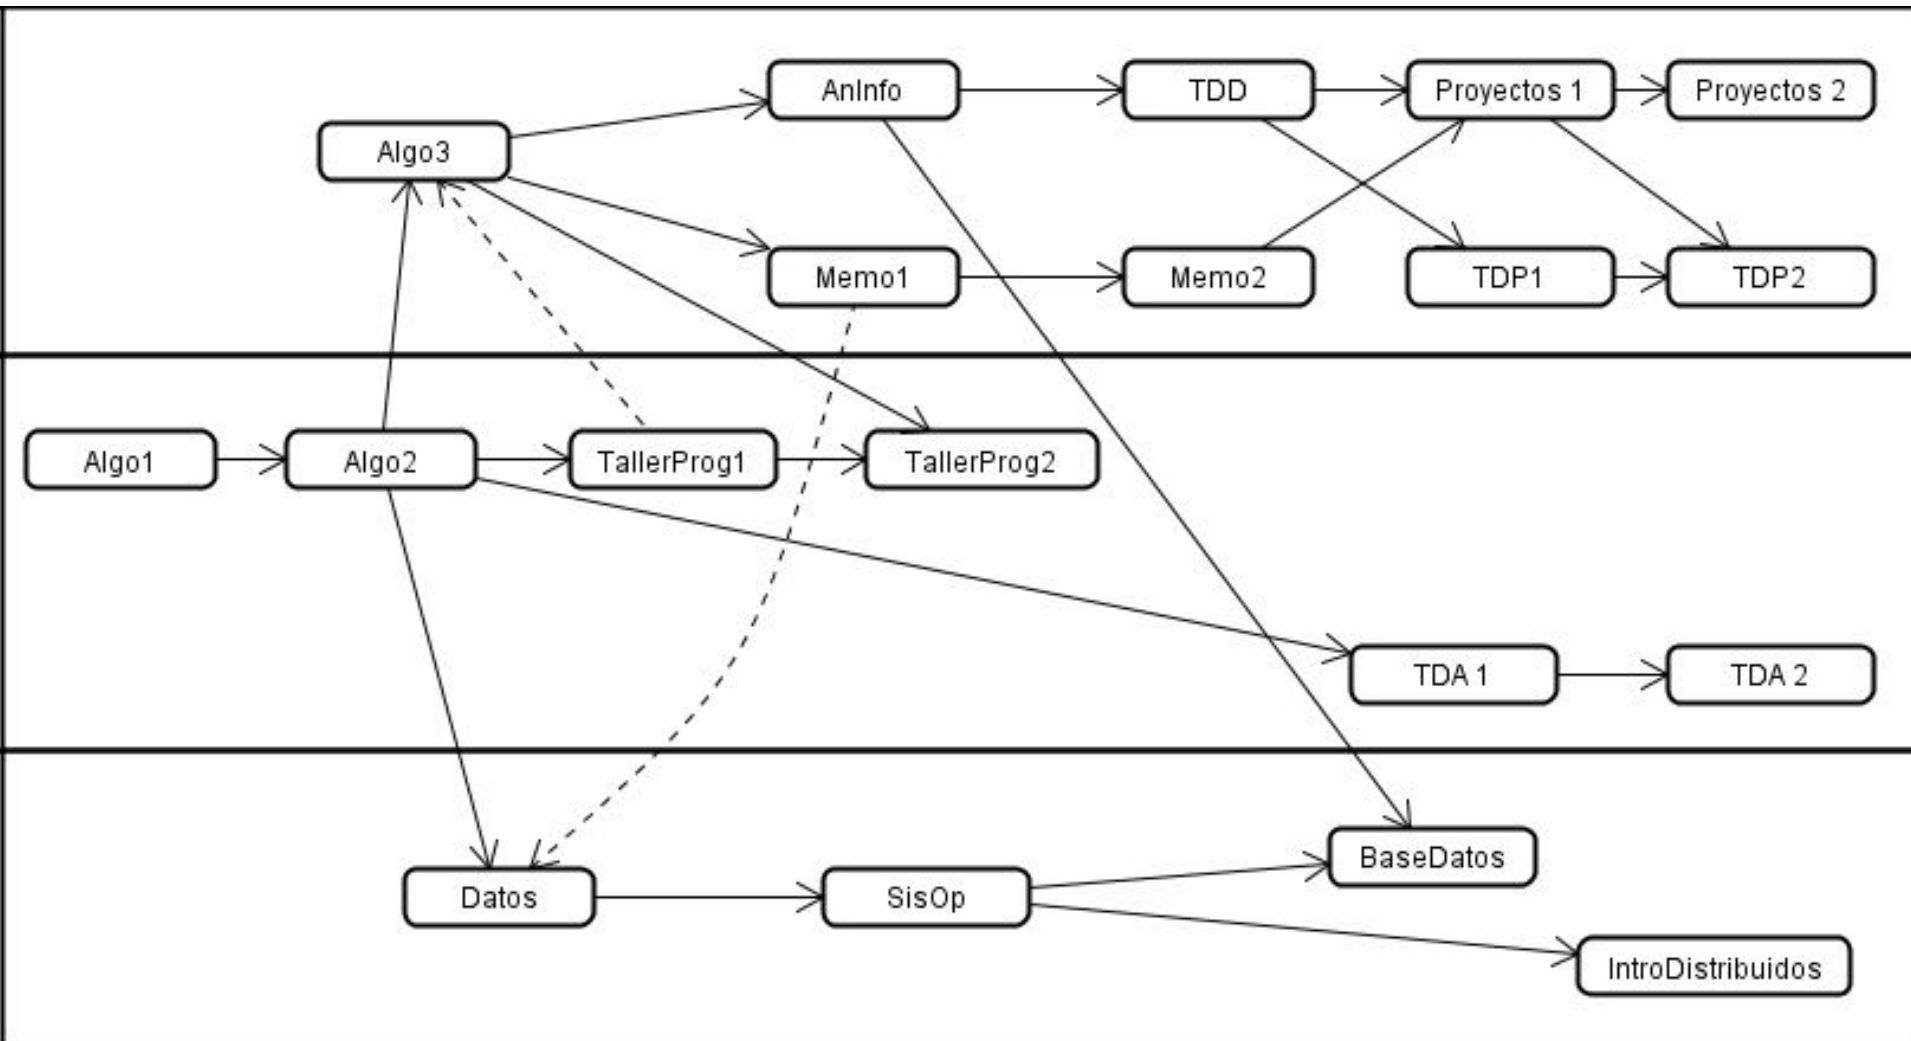 AnInfo
TDD
Proyectos 1
Proyectos 2
Algo3
Memo1
Memo2
TDP1
TDP2
Algo1
Algo2
TallerProg1
TallerProg2
TDA 1
TDA 2
BaseDatos
Datos
SisOp
IntroDistribuidos